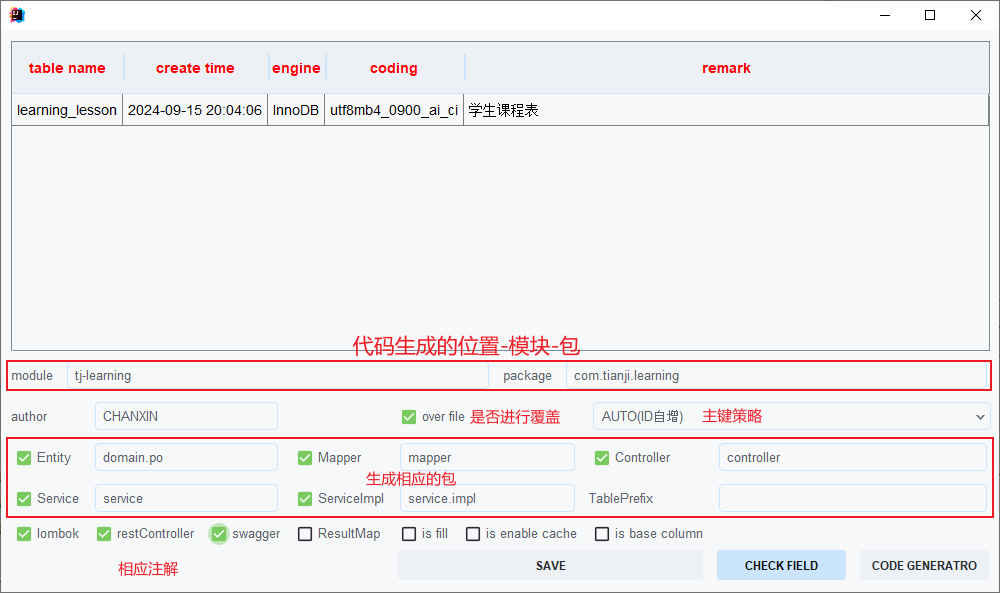 table name create time engine coding remark
learning_lesson 2024-09-15 20:04:06 InnoDB utf8mb4_0900_ai_ci 学生课程表
代码生成的位置-模块-包
module tj-learning package com.tianji.learning
author CHANXIN over file 是否进行覆盖 AUTO(ID自增) 主键策略
Entity domain.po Mapper mapper Controller controller
生成相应的包
Service service ServiceImpl service.impl TablePrefix
lombok restController swagger ResultMap is fill is enable cache is base column
相应注解 SAVE CHECK FIELD CODE GENERATRO